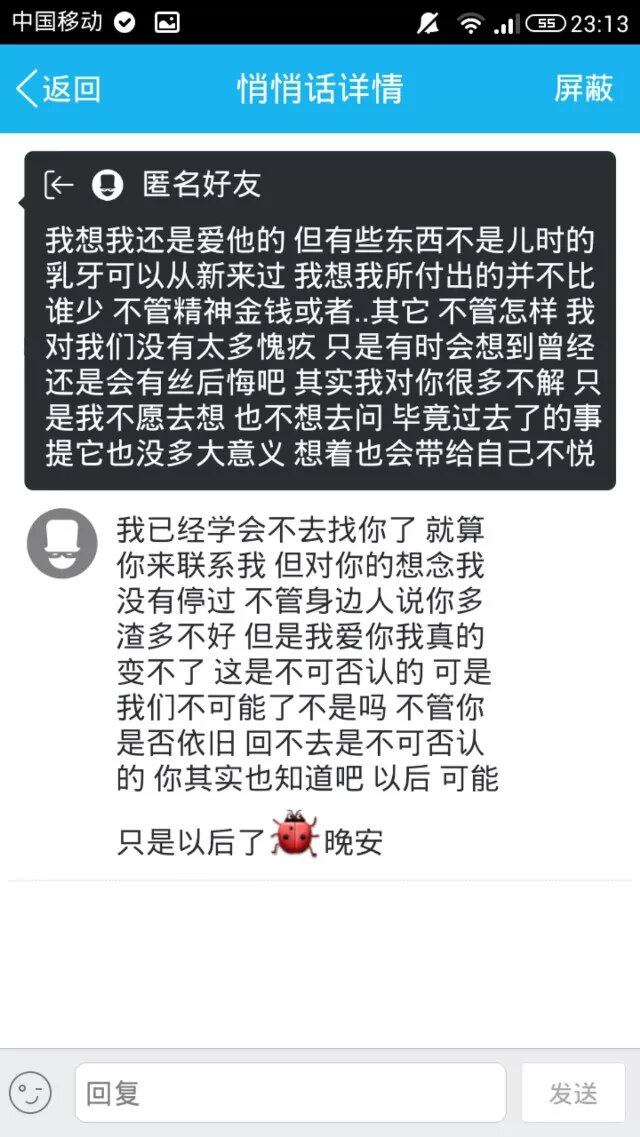 中国移动 55 23:13
返回 悄悄话详情 屏蔽
匿名好友
我想我还是爱他的 但有些东西不是儿时的
乳牙可以从新来过 我想我所付出的并不比
谁少 不管精神金钱或者..其它 不管怎样 我
对我们没有太多愧疚 只是有时会想到曾经
还是会有丝后悔吧 其实我对你很多不解 只
是我不愿去想 也不想去问 毕竟过去了的事
提它也没多大意义 想着也会带给自己不悦
我已经学会不去找你了 就算
你来联系我 但对你的想念我
没有停过 不管身边人说你多
渣多不好 但是我爱你我真的
变不了 这是不可否认的 可是
我们不可能了不是吗 不管你
是否依旧 回不去是不可否认
的 你其实也知道吧 以后 可能
只是以后了 晚安
回复 发送